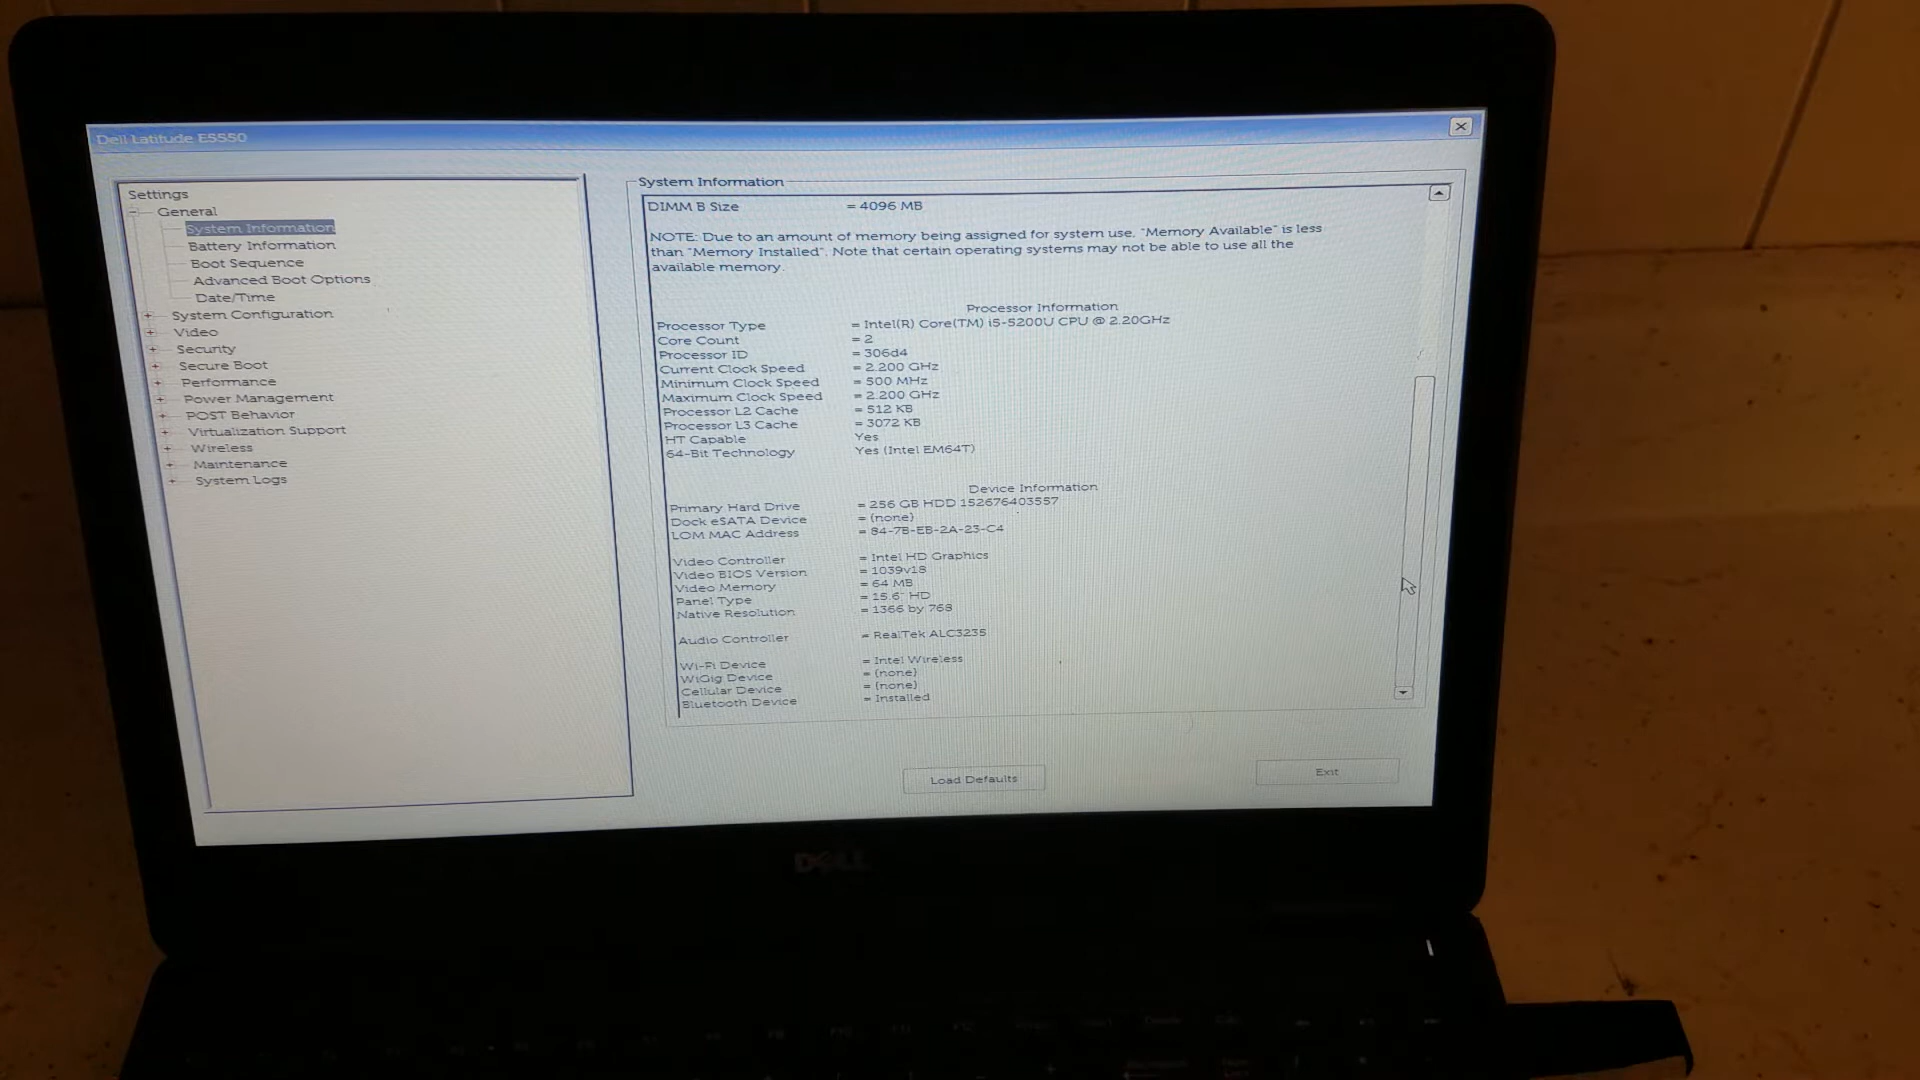 Dell Latitude E5550
Settings
General
System Information
Battery Information
Boot Sequence
Advanced Boot Options
Date/Time
System Configuration
Video
Security
Secure Boot
Performance
Power Management
POST Behavior
Virtualization Support
Wireless
Maintenance
System Logs
System Information
DIMM B Size = 4096 MB
NOTE: Due to an amount of memory being assigned for system use, "Memory Available" is less
than "Memory Installed". Note that certain operating systems may not be able to use all the
available memory.
Processor Information
Processor Type = Intel(R) Core(TM) i5-5200U CPU @ 2.20GHz
Core Count = 2
Processor ID = 306d4
Current Clock Speed = 2.200 GHz
Minimum Clock Speed = 500 MHz
Maximum Clock Speed = 2.200 GHz
Processor L2 Cache = 512 KB
Processor L3 Cache = 3072 KB
HT Capable Yes
64-Bit Technology Yes (Intel EM64T)
Device Information
Primary Hard Drive = 256 GB HDD 152676403557
Dock eSATA Device = (none)
LOM MAC Address = 84-7B-EB-2A-23-C4
Video Controller = Intel HD Graphics
Video BIOS Version = 1039v18
Video Memory = 64 MB
Panel Type = 15.6" HD
Native Resolution = 1366 by 768
Audio Controller = RealTek ALC3235
Wi-Fi Device = Intel Wireless
WiGig Device = (none)
Cellular Device = (none)
Bluetooth Device = Installed
Load Defaults
Exit
DELL